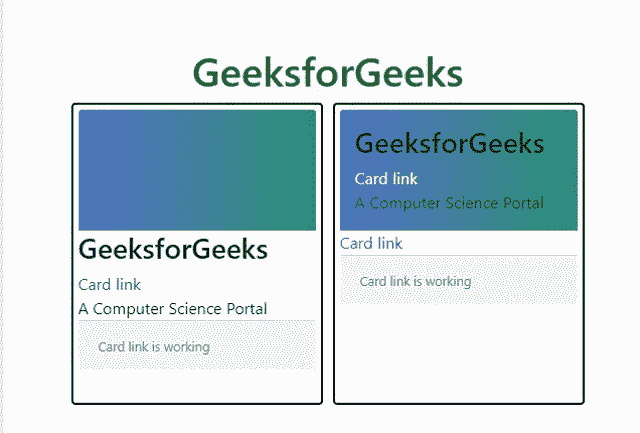 GeeksforGeeks
GeeksforGeeks
Card link
A Computer Science Portal
Card link is working
GeeksforGeeks
Card link
A Computer Science Portal
Card link
Card link is working